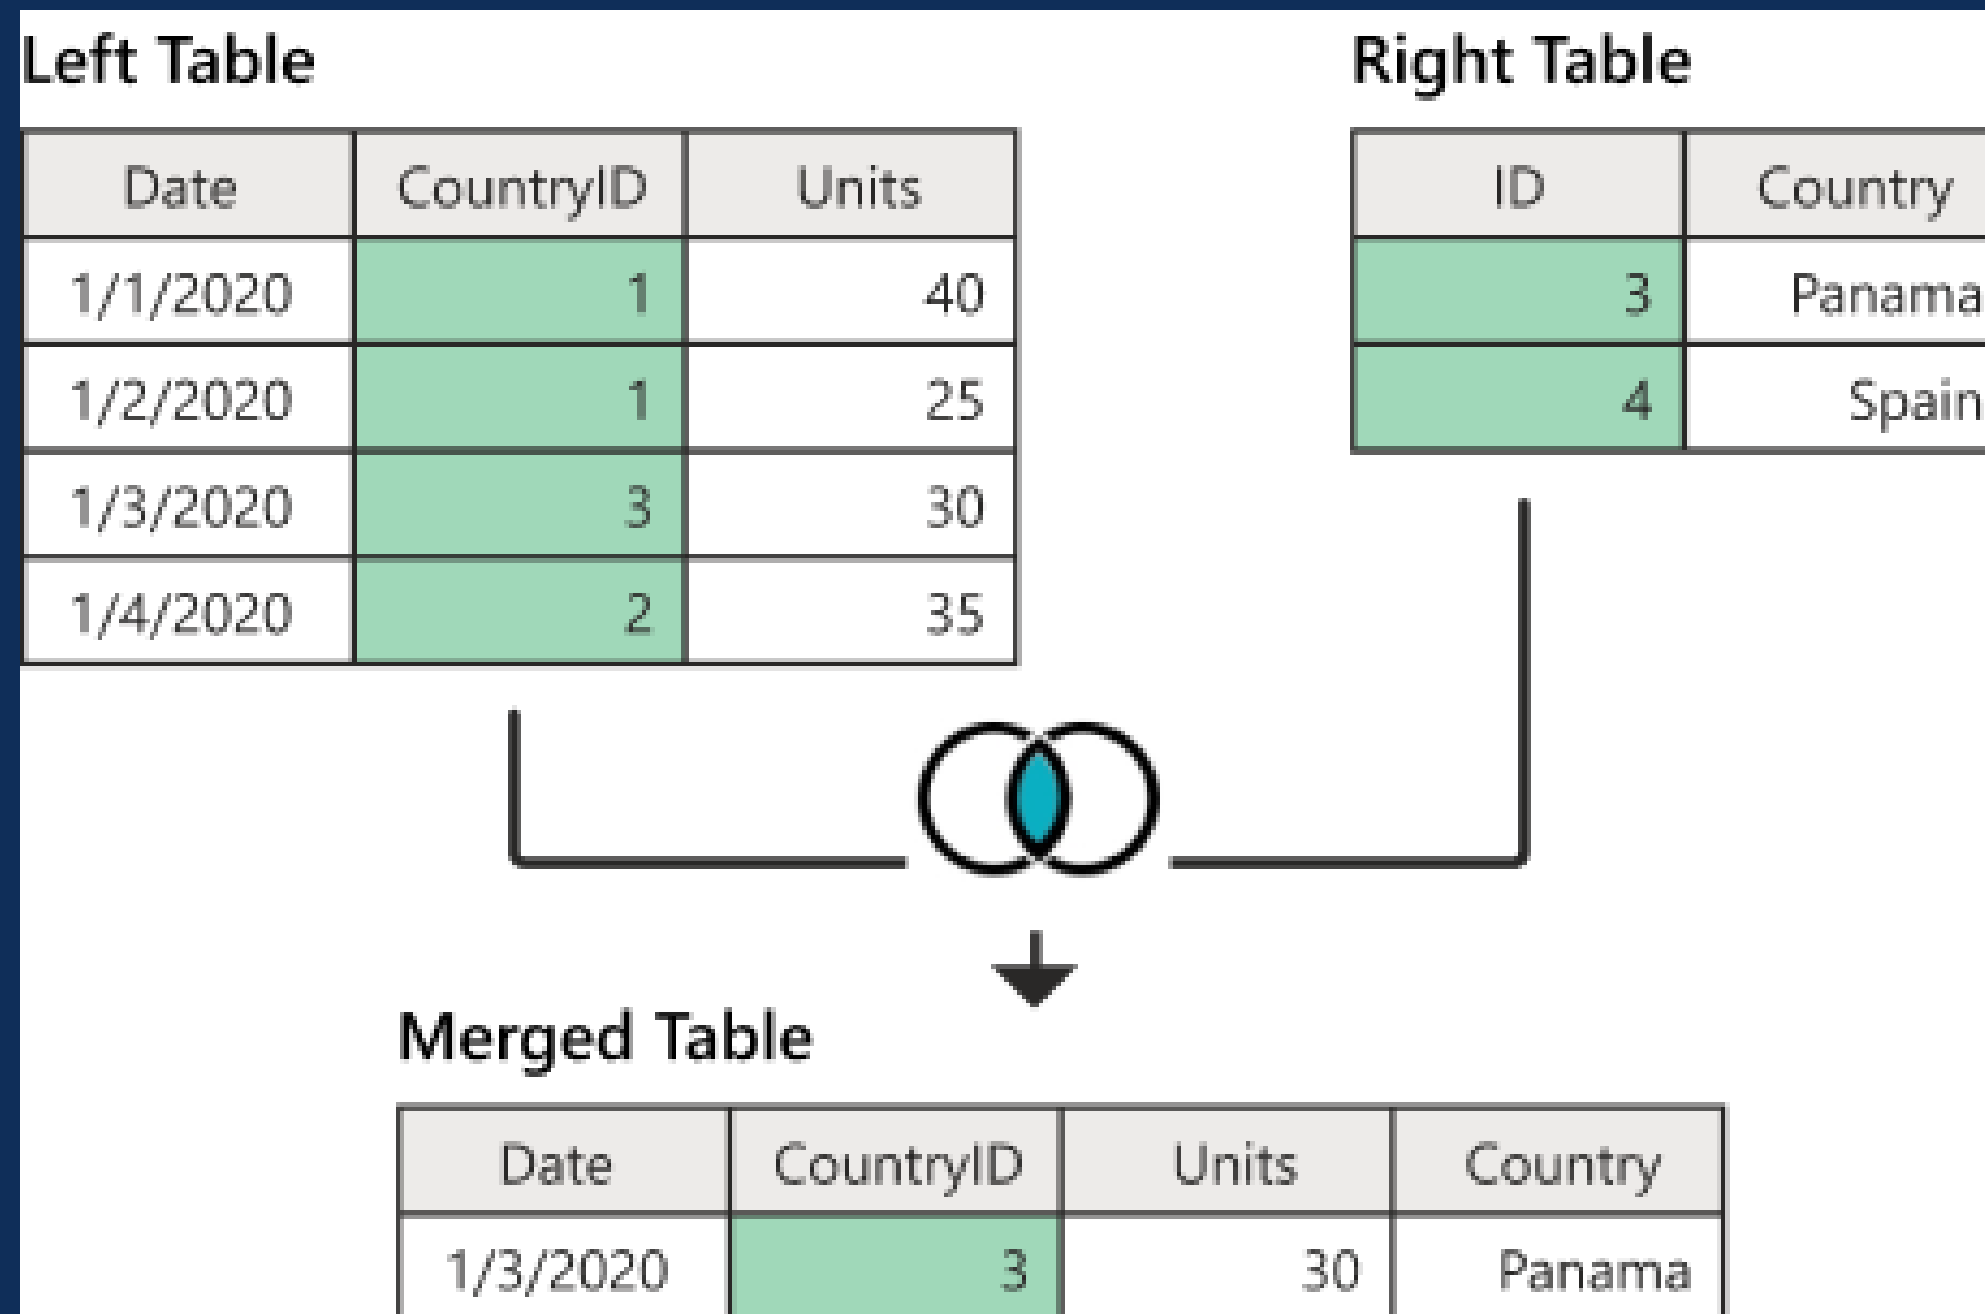 Left Table
Right Table
Date CountryID Units
1/1/2020 1 40
1/2/2020 1 25
1/3/2020 3 30
1/4/2020 2 35
ID Country
3 Panama
4 Spain
Merged Table
Date CountryID Units Country
1/3/2020 3 30 Panama